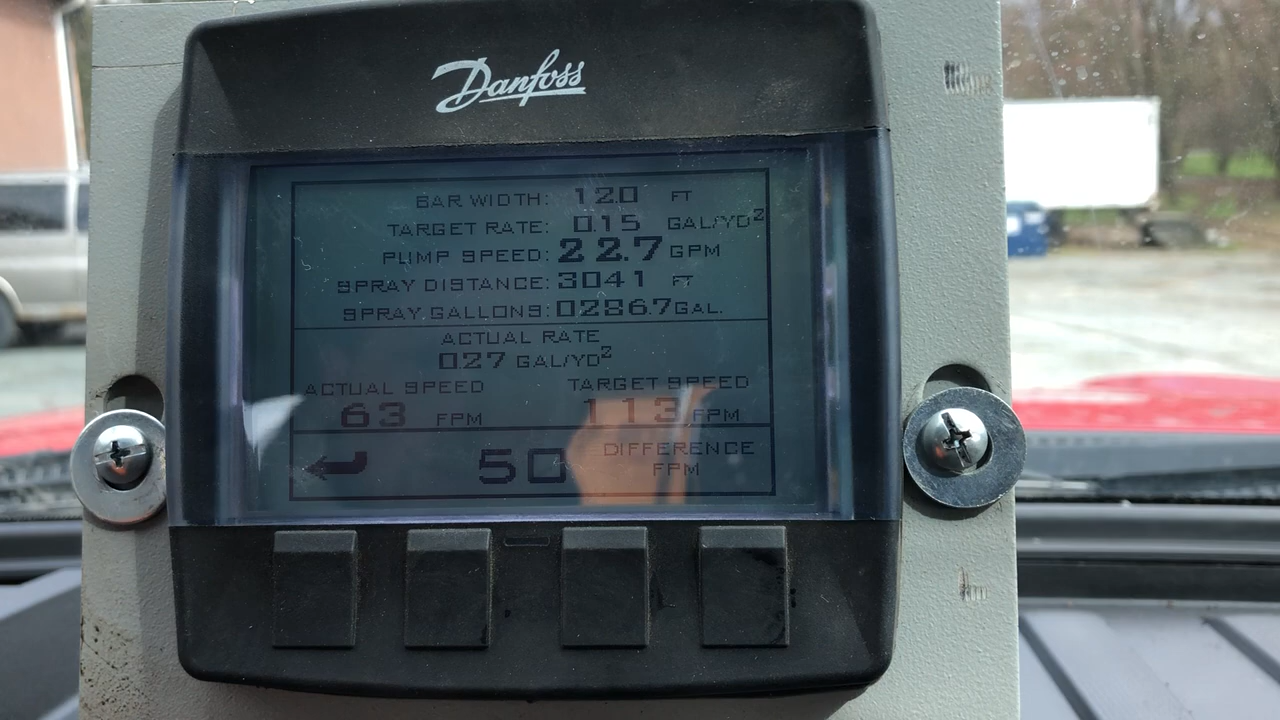 Danfoss
BAR WIDTH: 12.0 FT
TARGET RATE: 0.15 GAL/YD²
PUMP SPEED: 22.7 GPM
SPRAY DISTANCE: 3041 FT
SPRAY GALLONS: 0286.7 GAL.
ACTUAL RATE
0.27 GAL/YD²
ACTUAL SPEED TARGET SPEED
63 FPM 113 FPM
50 DIFFERENCE
FPM